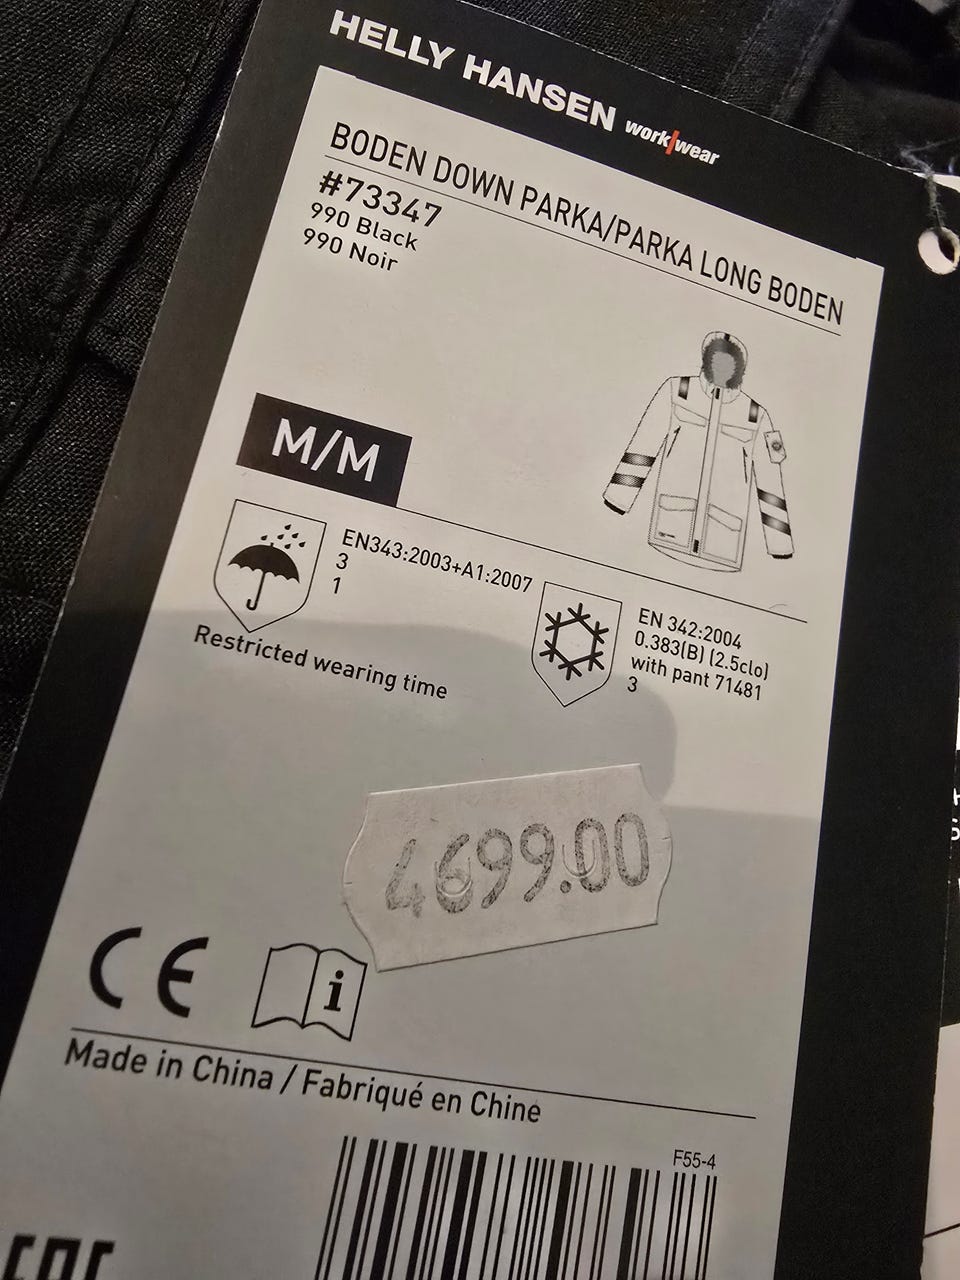 HELLY HANSEN work|wear
BODEN DOWN PARKA/PARKA LONG BODEN
#73347
990 Black
990 Noir
M/M
EN343:2003+A1:2007
3
1
Restricted wearing time
EN 342:2004
0.383(B) (2.5clo)
with pant 71481
3
4699.00
CE
i
Made in China / Fabriqué en Chine
F55-4